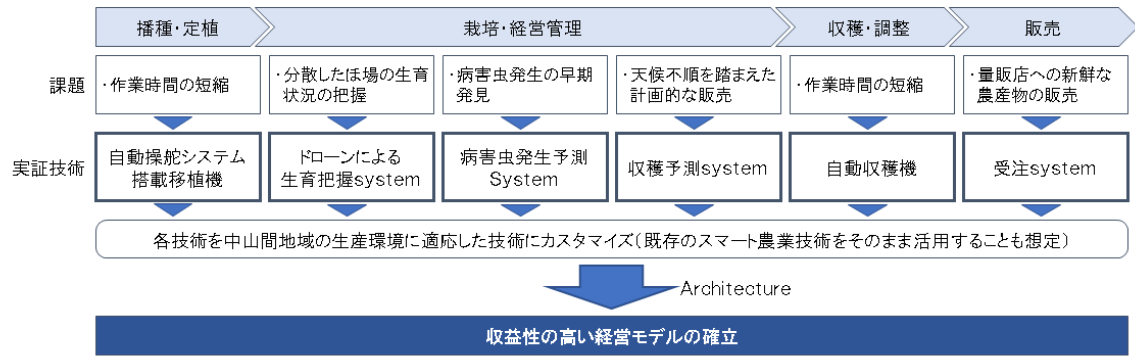 播種・定植
栽培・経営管理
収穫・調整
販売
課題
・作業時間の短縮
・分散したほ場の生育
状況の把握
・病害虫発生の早期
発見
・天候不順を踏まえた
計画的な販売
・作業時間の短縮
・量販店への新鮮な
農産物の販売
実証技術
自動操舵システム
搭載移植機
ドローンによる
生育把握system
病害虫発生予測
System
収穫予測system
自動収穫機
受注system
各技術を中山間地域の生産環境に適応した技術にカスタマイズ（既存のスマート農業技術をそのまま活用することも想定）
Architecture
収益性の高い経営モデルの確立